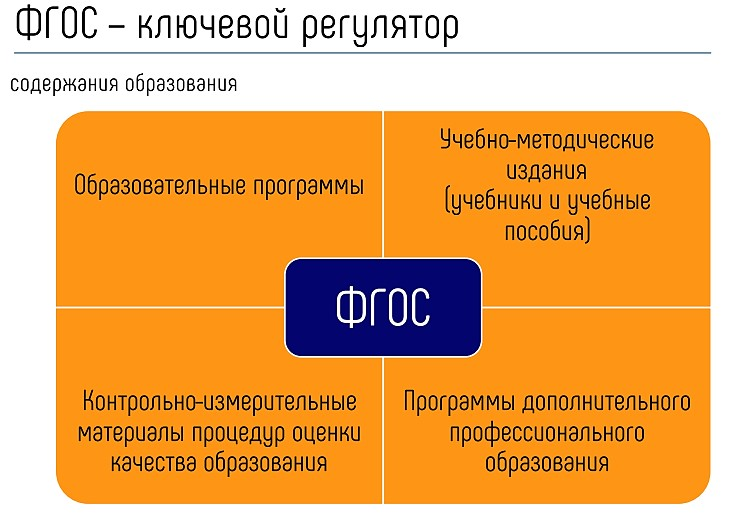 ФГОС – ключевой регулятор
содержания образования
Образовательные программы
Учебно-методические
издания
(учебники и учебные
пособия)
ФГОС
Контрольно-измерительные
материалы процедур оценки
качества образования
Программы дополнительного
профессионального
образования